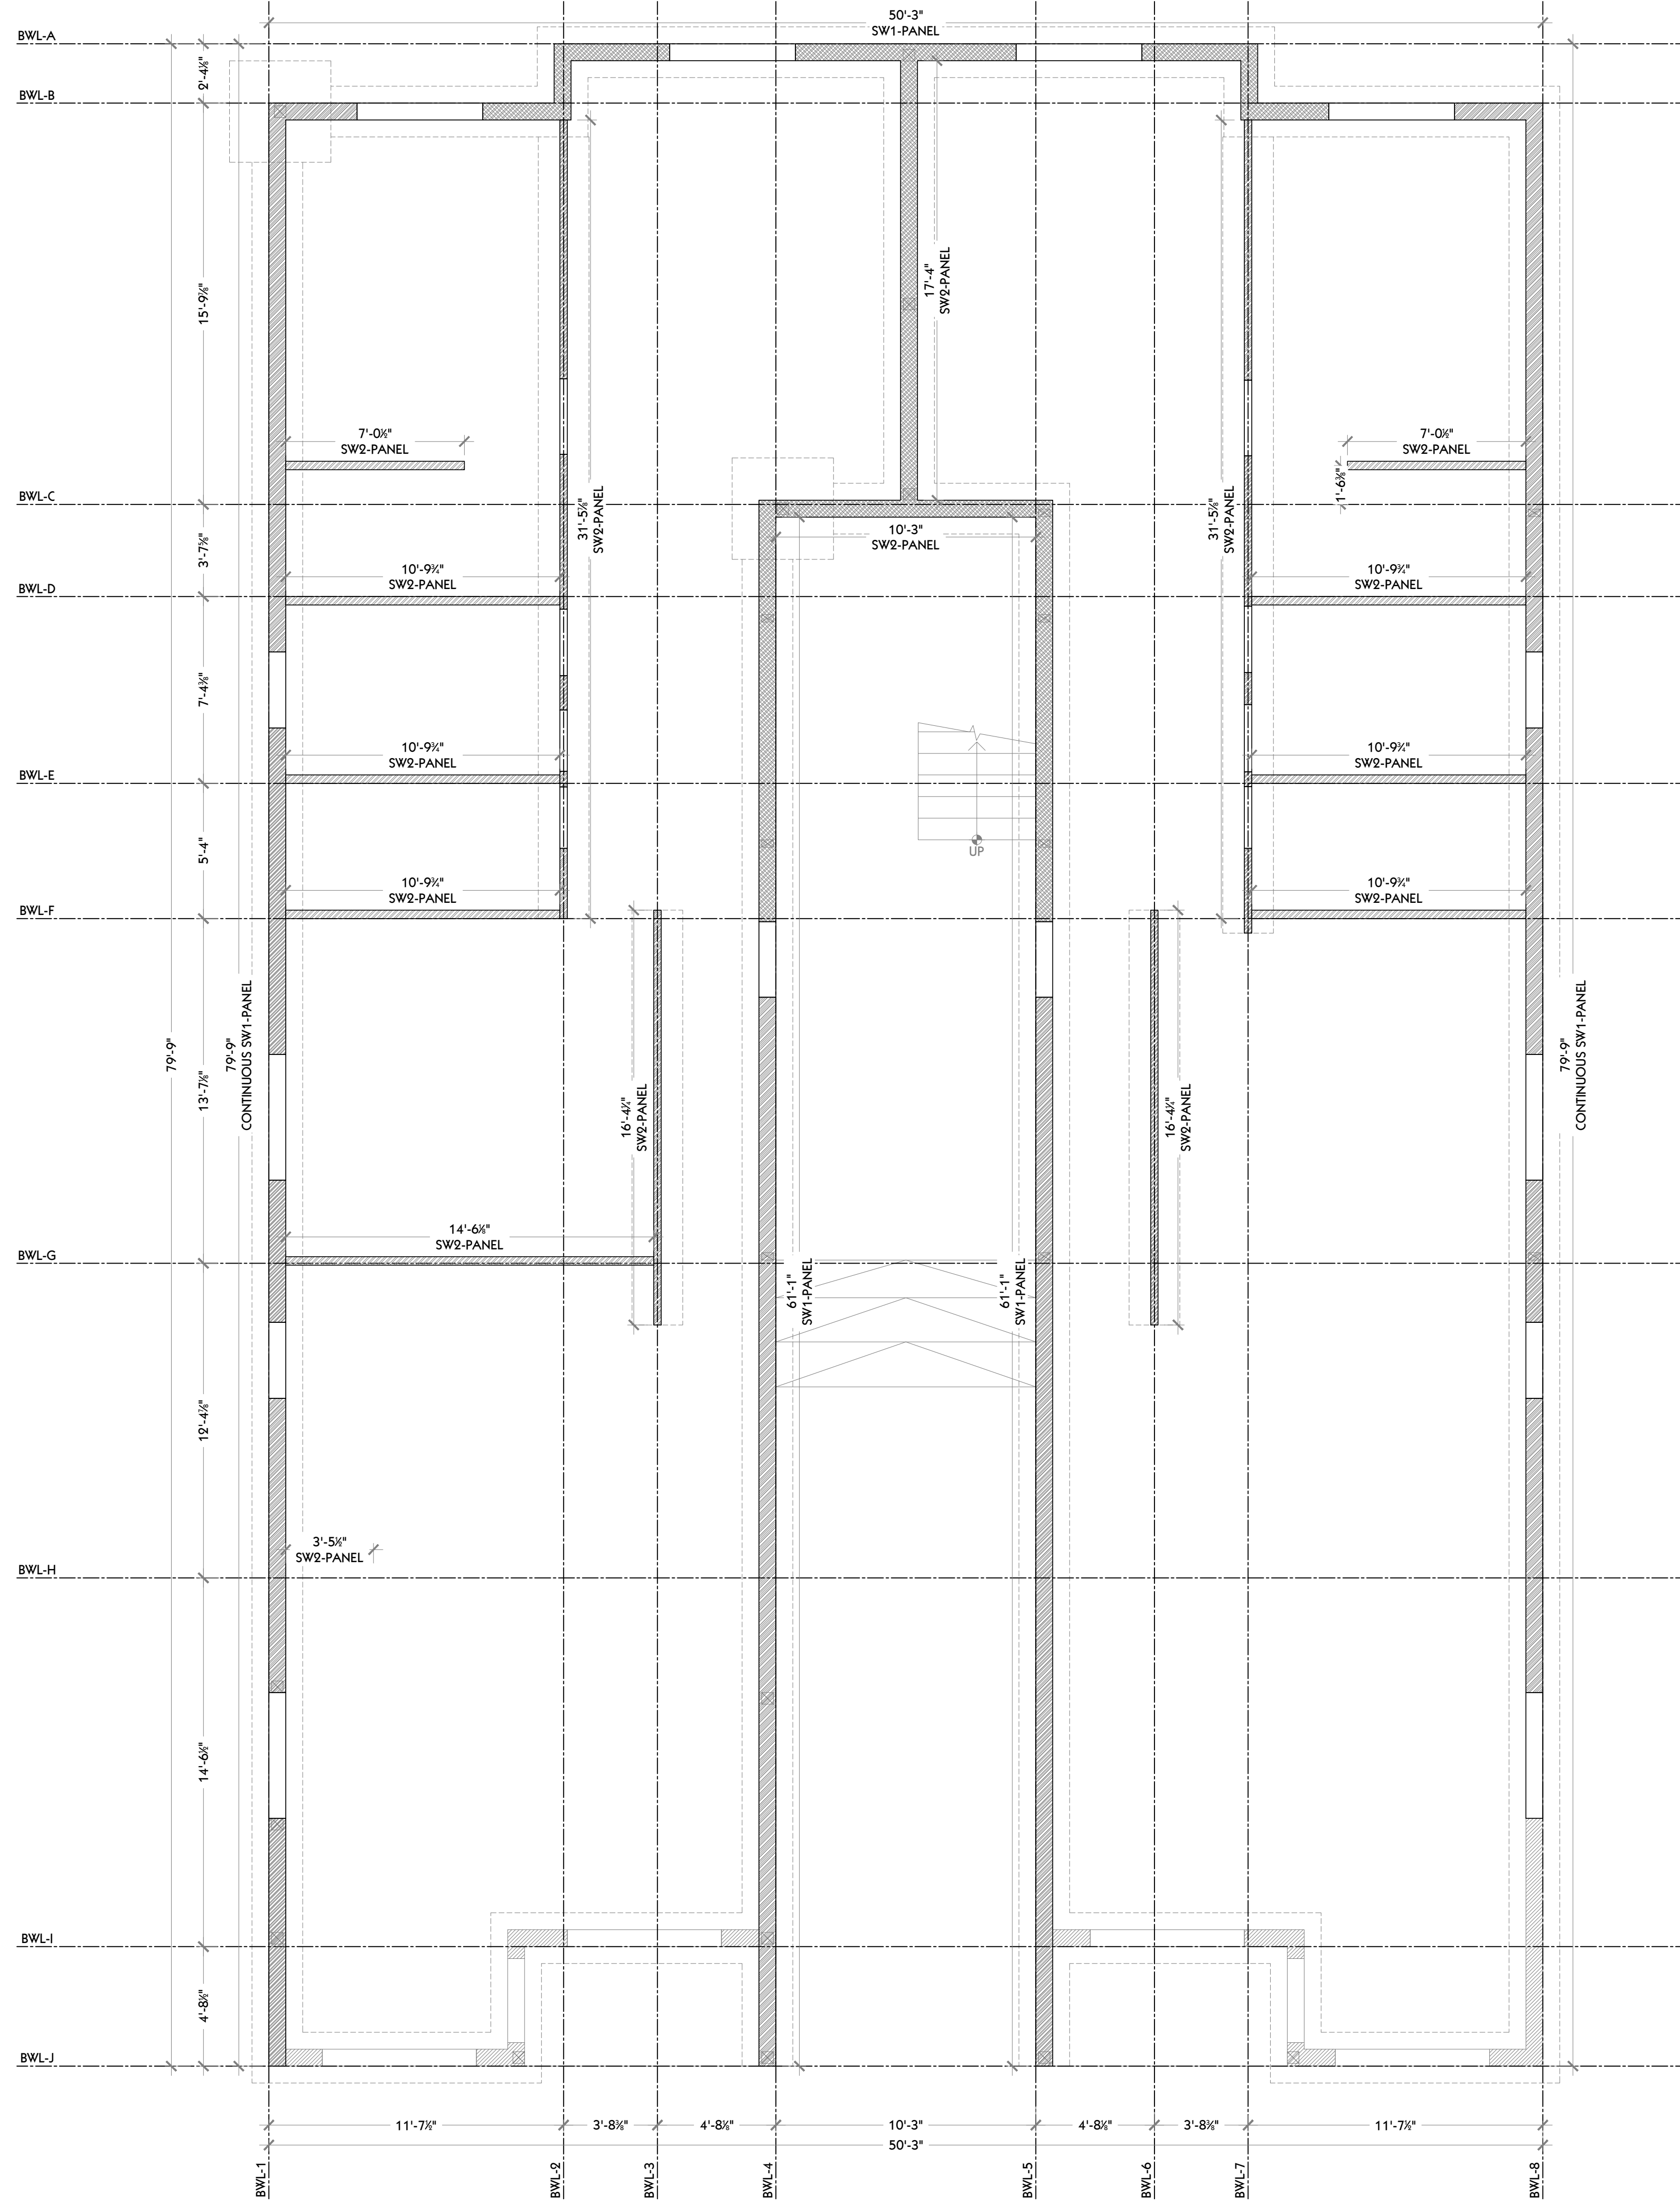 50'-3"
SW1-PANEL
BWL-A
2'-4⅛"
BWL-B
15'-9⅞"
17'-4"
SW2-PANEL
7'-0½"
SW2-PANEL
7'-0½"
SW2-PANEL
1'-6⅜"
BWL-C
31'-5⅞"
SW2-PANEL
31'-5⅞"
SW2-PANEL
10'-3"
SW2-PANEL
3'-7⅝"
10'-9¾"
SW2-PANEL
10'-9¾"
SW2-PANEL
BWL-D
7'-4⅜"
10'-9¾"
SW2-PANEL
10'-9¾"
SW2-PANEL
BWL-E
5'-4"
UP
10'-9¾"
SW2-PANEL
10'-9¾"
SW2-PANEL
BWL-F
79'-9"
13'-7⅛"
79'-9"
CONTINUOUS SW1-PANEL
16'-4¼"
SW2-PANEL
16'-4¼"
SW2-PANEL
79'-9"
CONTINUOUS SW1-PANEL
14'-6⅛"
SW2-PANEL
BWL-G
61'-1"
SW1-PANEL
61'-1"
SW1-PANEL
12'-4⅞"
3'-5½"
SW2-PANEL
BWL-H
14'-6½"
BWL-I
4'-8½"
BWL-J
11'-7½"
3'-8⅜"
4'-8⅛"
10'-3"
4'-8⅛"
3'-8⅜"
11'-7½"
50'-3"
BWL-1
BWL-2
BWL-3
BWL-4
BWL-5
BWL-6
BWL-7
BWL-8